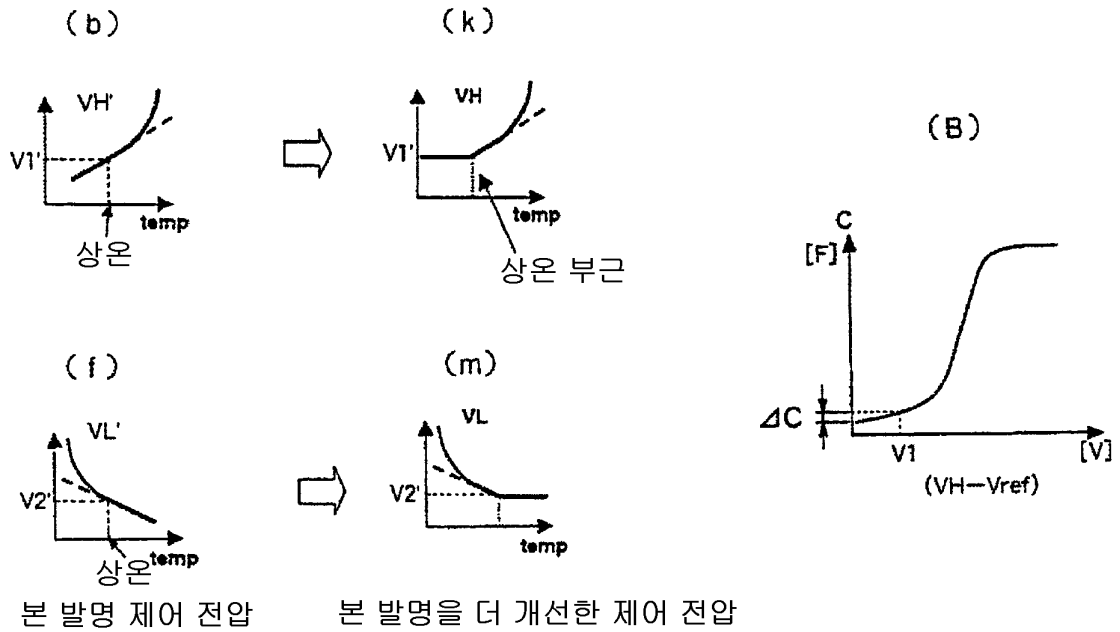 (b)
VH'
V1'
temp
상온
(k)
VH
V1'
temp
상온 부근
(B)
C
[F]
⊿C
V1
[V]
(VH−Vref)
(f)
VL'
V2'
temp
상온
본 발명 제어 전압
(m)
VL
V2'
temp
본 발명을 더 개선한 제어 전압